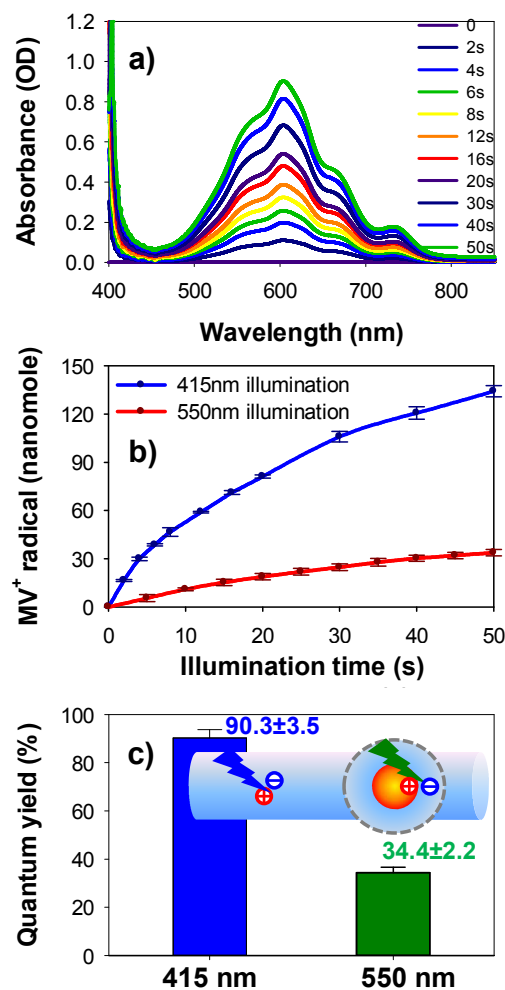 a)
Absorbance (OD)
1.2
1.0
0.8
0.6
0.4
0.2
0.0
0
2s
4s
6s
8s
12s
16s
20s
30s
40s
50s
400 500 600 700 800
Wavelength (nm)
b)
MV+ radical (nanomole)
150
120
90
60
30
0
415nm illumination
550nm illumination
0 10 20 30 40 50
Illumination time (s)
c)
Quantum yield (%)
100
80
60
40
20
0
90.3±3.5
34.4±2.2
415 nm 550 nm